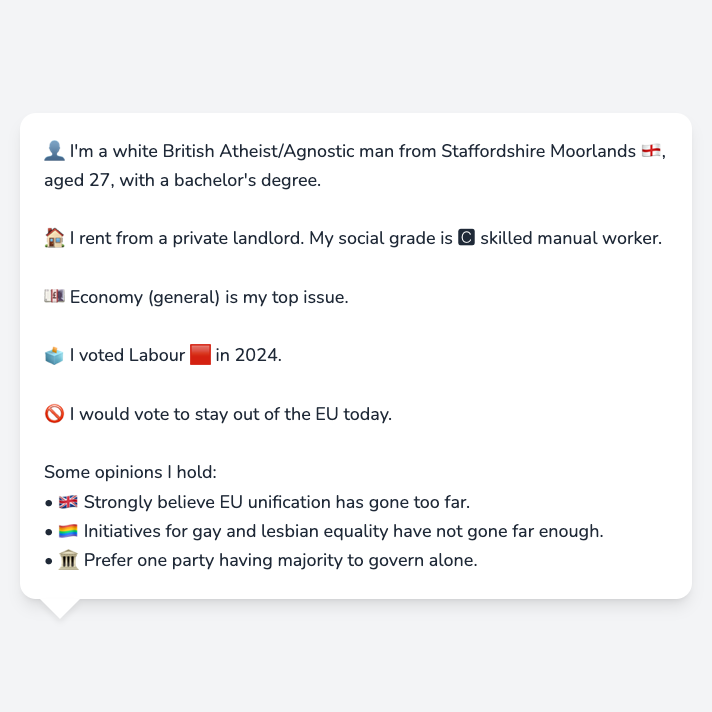 👤 I'm a white British Atheist/Agnostic man from Staffordshire Moorlands 🏴󠁧󠁢󠁥󠁮󠁧󠁿,
aged 27, with a bachelor's degree.
🏠 I rent from a private landlord. My social grade is 🅲 skilled manual worker.
💷 Economy (general) is my top issue.
🗳️ I voted Labour 🟥 in 2024.
🚫 I would vote to stay out of the EU today.
Some opinions I hold:
• 🇬🇧 Strongly believe EU unification has gone too far.
• 🏳️‍🌈 Initiatives for gay and lesbian equality have not gone far enough.
• 🏛️ Prefer one party having majority to govern alone.